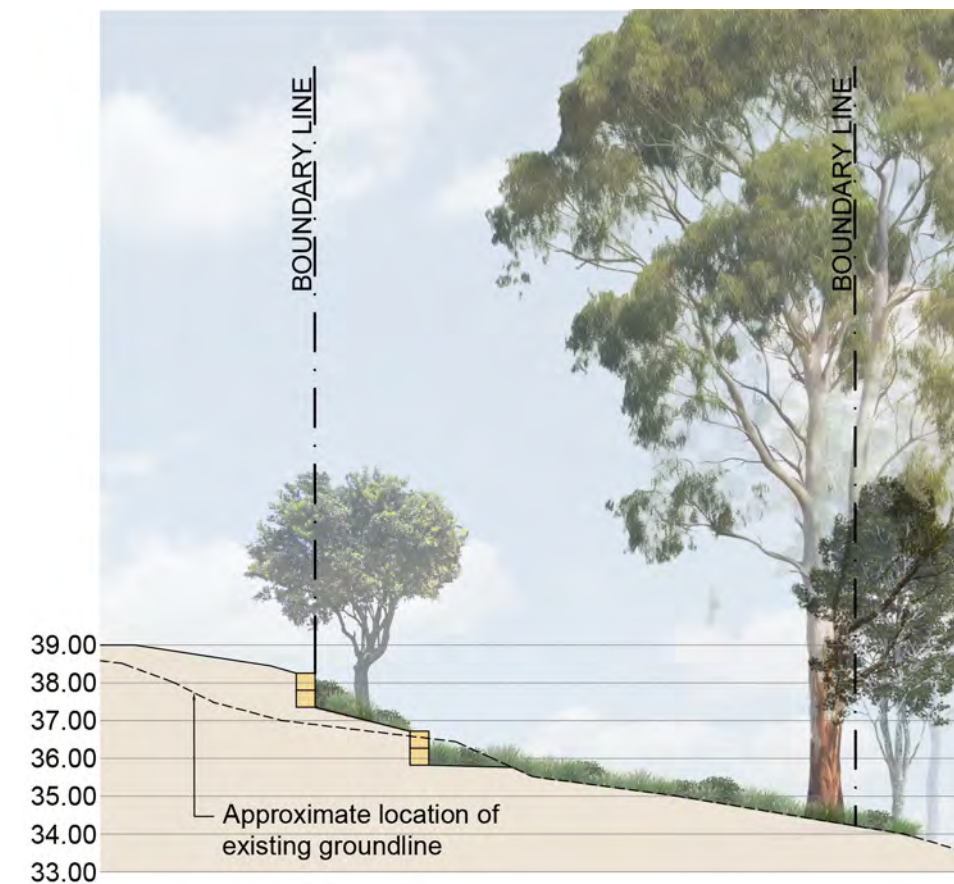 BOUNDARY LINE
BOUNDARY LINE
39.00
38.00
37.00
36.00
35.00
34.00
33.00
Approximate location of
existing groundline